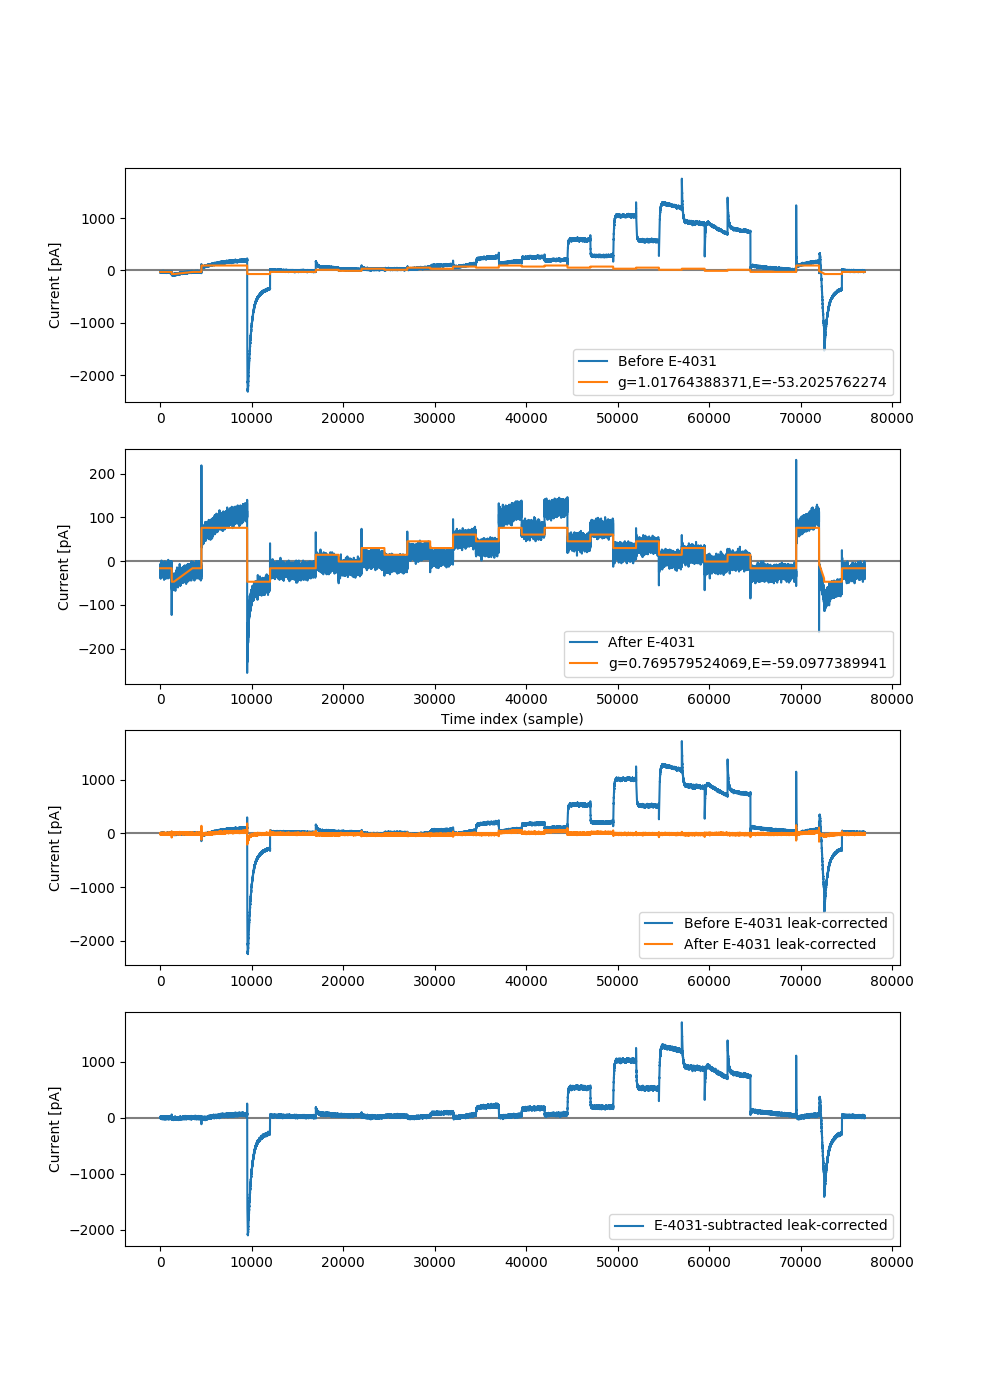 Current [pA]
1000
0
−1000
−2000
Before E-4031
g=1.01764388371,E=-53.2025762274
0 10000 20000 30000 40000 50000 60000 70000 80000
Current [pA]
200
100
0
−100
−200
After E-4031
g=0.769579524069,E=-59.0977389941
0 10000 20000 30000 40000 50000 60000 70000 80000
Time index (sample)
Current [pA]
1000
0
−1000
−2000
Before E-4031 leak-corrected
After E-4031 leak-corrected
0 10000 20000 30000 40000 50000 60000 70000 80000
Current [pA]
1000
0
−1000
−2000
E-4031-subtracted leak-corrected
0 10000 20000 30000 40000 50000 60000 70000 80000